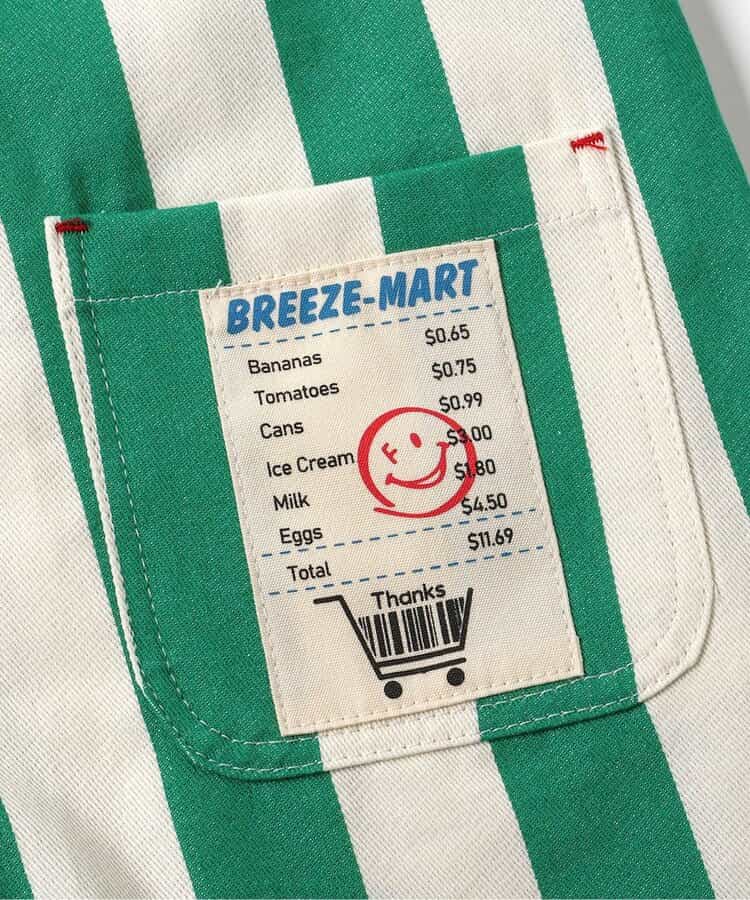 BREEZE-MART
Bananas $0.65
Tomatoes $0.75
Cans $0.99
Ice Cream $3.00
Milk $1.80
Eggs $4.50
Total $11.69
Thanks